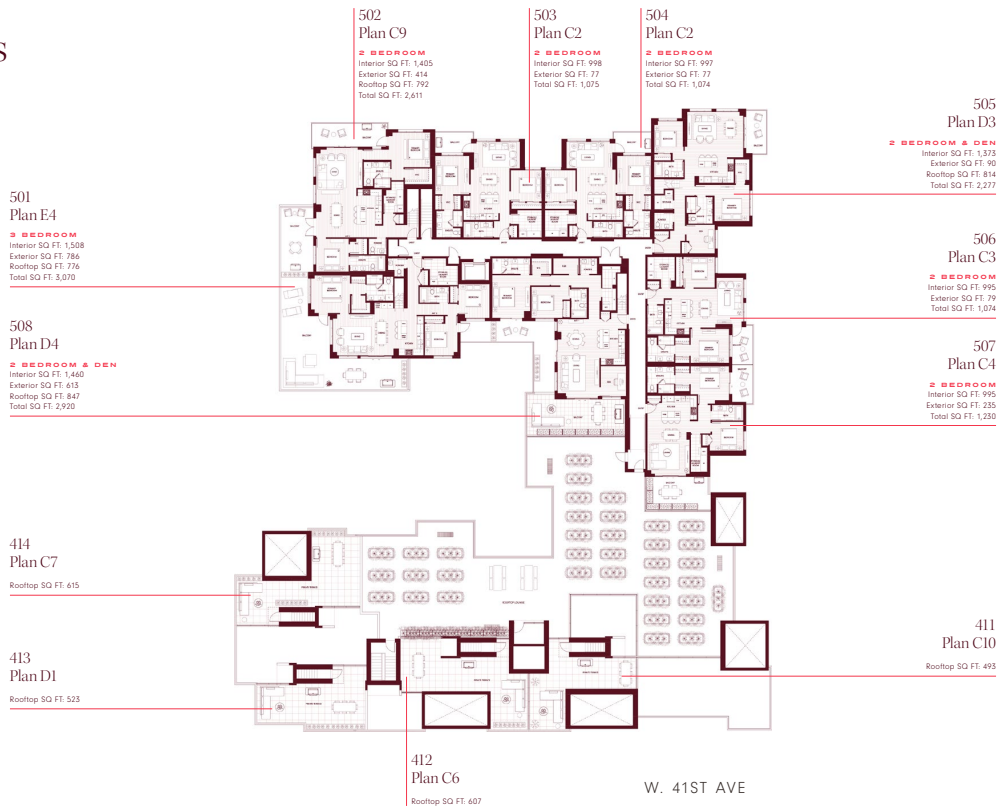 S
502
Plan C9
2 BEDROOM
Interior SQ FT: 1,405
Exterior SQ FT: 414
Rooftop SQ FT: 792
Total SQ FT: 2,611
503
Plan C2
2 BEDROOM
Interior SQ FT: 998
Exterior SQ FT: 77
Total SQ FT: 1,075
504
Plan C2
2 BEDROOM
Interior SQ FT: 997
Exterior SQ FT: 77
Total SQ FT: 1,074
505
Plan D3
2 BEDROOM & DEN
Interior SQ FT: 1,373
Exterior SQ FT: 90
Rooftop SQ FT: 814
Total SQ FT: 2,277
501
Plan E4
3 BEDROOM
Interior SQ FT: 1,508
Exterior SQ FT: 786
Rooftop SQ FT: 776
Total SQ FT: 3,070
506
Plan C3
2 BEDROOM
Interior SQ FT: 995
Exterior SQ FT: 79
Total SQ FT: 1,074
508
Plan D4
2 BEDROOM & DEN
Interior SQ FT: 1,460
Exterior SQ FT: 613
Rooftop SQ FT: 847
Total SQ FT: 2,920
507
Plan C4
2 BEDROOM
Interior SQ FT: 995
Exterior SQ FT: 235
Total SQ FT: 1,230
414
Plan C7
Rooftop SQ FT: 615
413
Plan D1
Rooftop SQ FT: 523
411
Plan C10
Rooftop SQ FT: 493
412
Plan C6
Rooftop SQ FT: 607
W. 41ST AVE